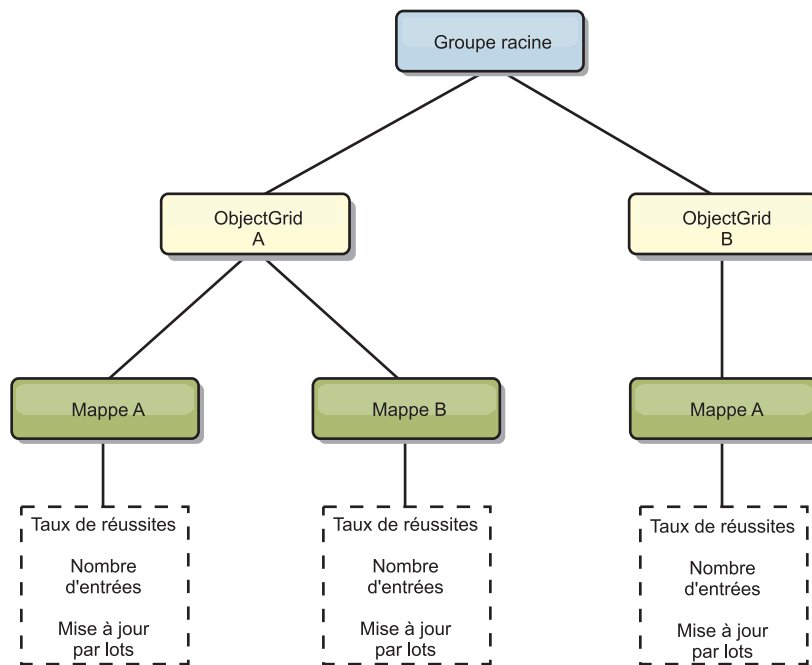 Groupe racine
ObjectGrid
A
ObjectGrid
B
Mappe A
Mappe B
Mappe A
Taux de réussites
Nombre
d'entrées
Mise à jour
par lots
Taux de réussites
Nombre
d'entrées
Mise à jour
par lots
Taux de réussites
Nombre
d'entrées
Mise à jour
par lots